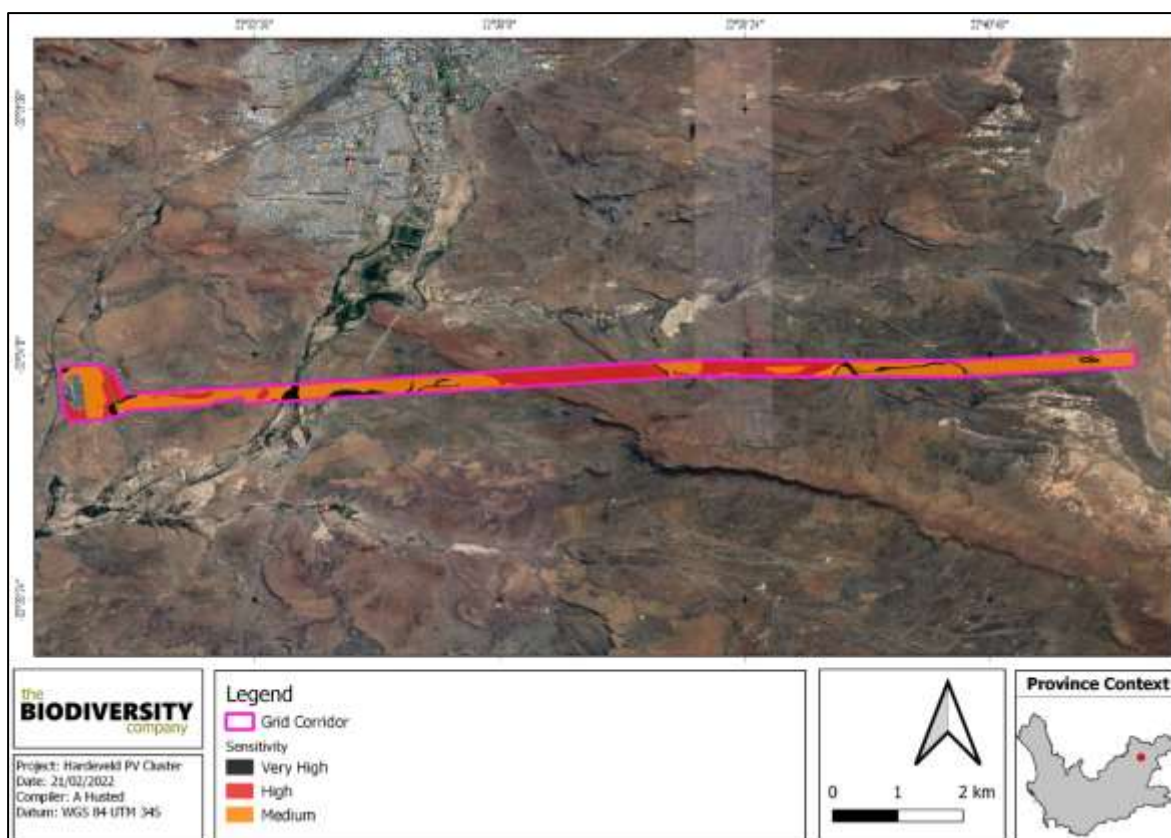 the
BIODIVERSITY
company
Project: Hardeveld PV Cluster
Date: 21/02/2022
Compiler: A Husted
Datum: WGS 84 UTM 34S
Legend
Grid Corridor
Sensitivity
Very High
High
Medium
0 1 2 km
Province Context